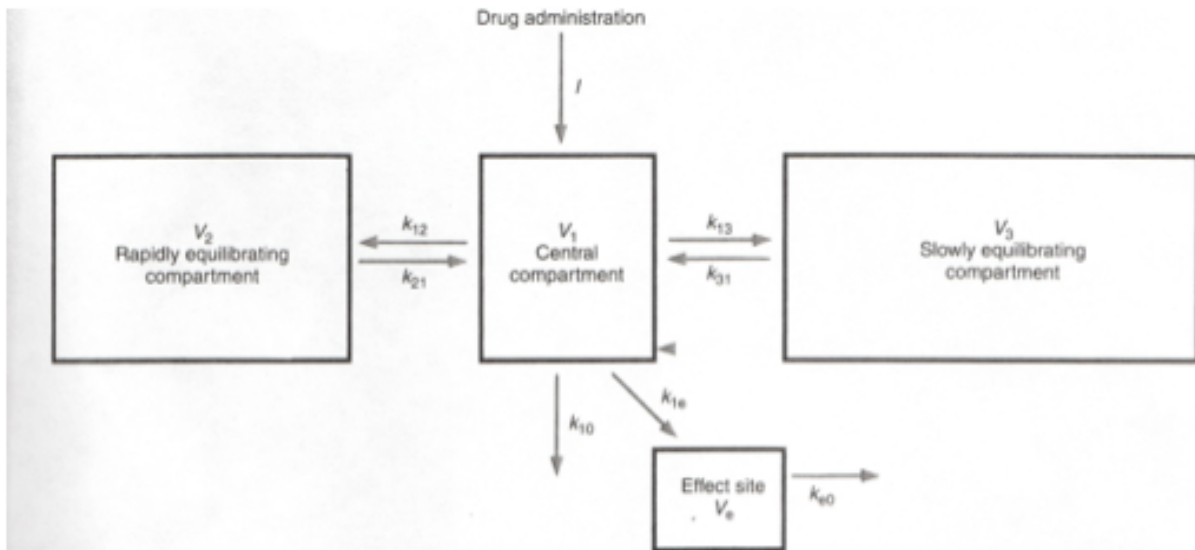 Drug administration
I
V₂
Rapidly equilibrating
compartment
k₁₂
k₂₁
V₁
Central
compartment
k₁₃
k₃₁
V₃
Slowly equilibrating
compartment
k₁₀
k₁ₑ
Effect site
Vₑ
kₑ₀